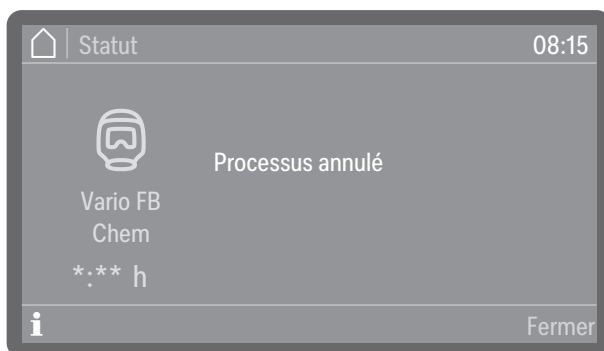 Statut 08:15
Processus annulé
Vario FB
Chem
*:** h
i Fermer